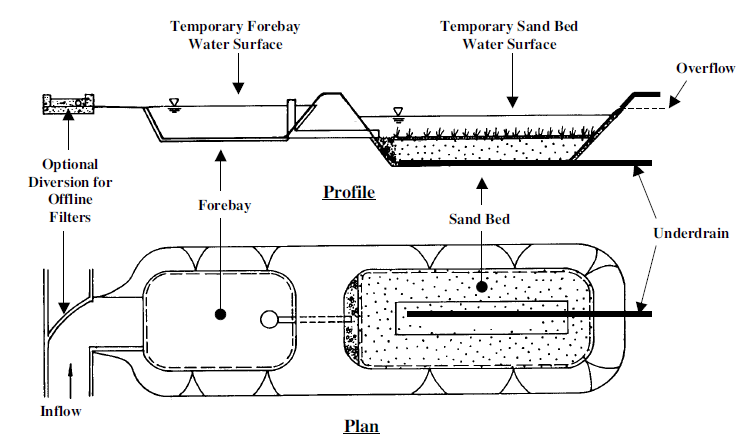 Temporary Forebay
Water Surface
Temporary Sand Bed
Water Surface
Overflow
Optional
Diversion for
Offline
Filters
Profile
Forebay
Sand Bed
Underdrain
Inflow
Plan